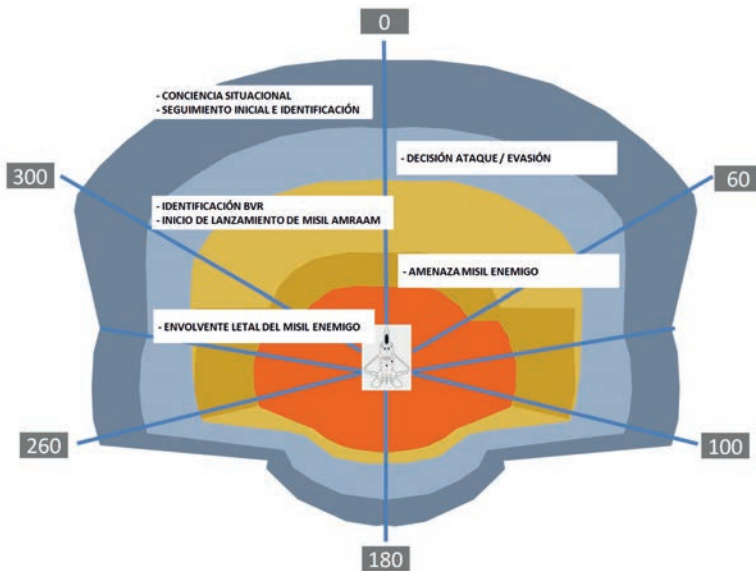 0
- CONCIENCIA SITUACIONAL
- SEGUIMIENTO INICIAL E IDENTIFICACIÓN
- DECISIÓN ATAQUE / EVASIÓN
300
60
- IDENTIFICACIÓN BVR
- INICIO DE LANZAMIENTO DE MISIL AMRAAM
- AMENAZA MISIL ENEMIGO
- ENVOLVENTE LETAL DEL MISIL ENEMIGO
260
100
180